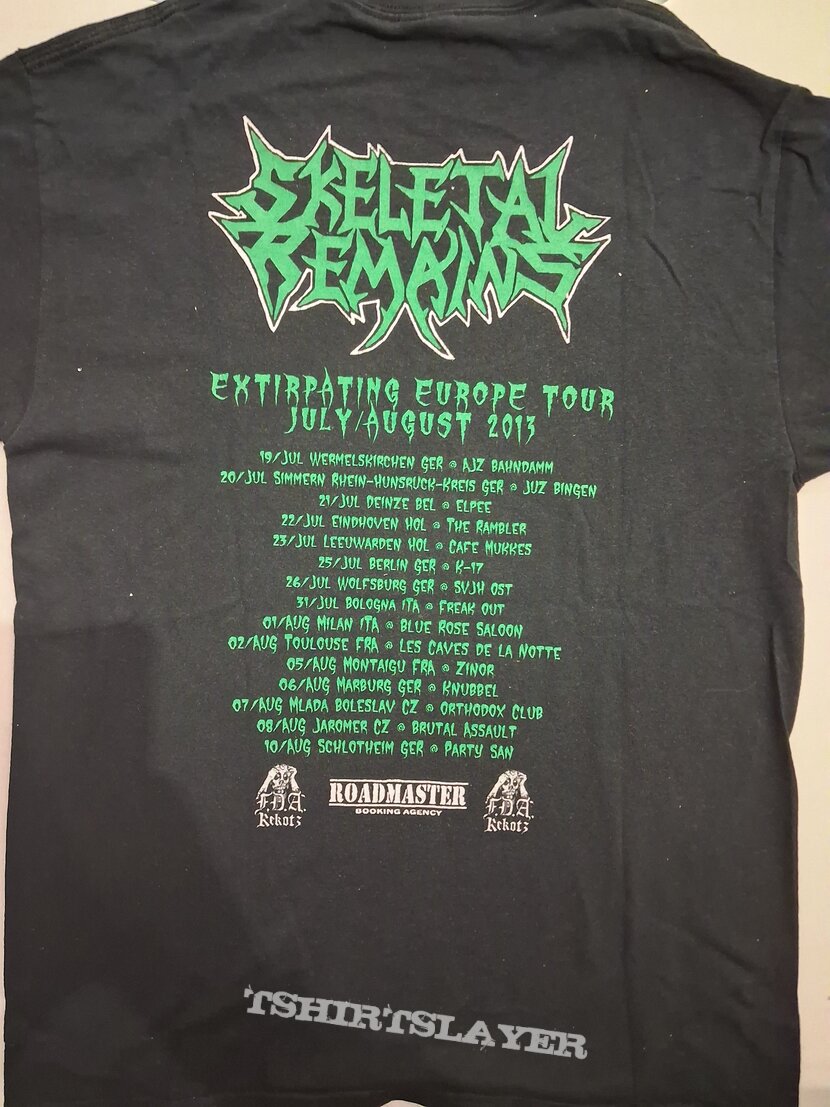 SKELETAL
REMAINS
EXTIRPATING EUROPE TOUR
JULY/AUGUST 2013
19/JUL WERMELSKIRCHEN GER @ AJZ BAHNDAMM
20/JUL SIMMERN RHEIN-HUNSRUCK-KREIS GER @ JUZ BINGEN
21/JUL DEINZE BEL @ ELPEE
22/JUL EINDHOVEN HOL @ THE RAMBLER
23/JUL LEEUWARDEN HOL @ CAFE MUKKES
25/JUL BERLIN GER @ K-17
26/JUL WOLFSBURG GER @ SVJH OST
31/JUL BOLOGNA ITA @ FREAK OUT
01/AUG MILAN ITA @ BLUE ROSE SALOON
02/AUG TOULOUSE FRA @ LES CAVES DE LA NOTTE
05/AUG MONTAIGU FRA @ ZINOR
06/AUG MARBURG GER @ KNUBBEL
07/AUG MLADA BOLESLAV CZ @ ORTHODOX CLUB
08/AUG JAROMER CZ @ BRUTAL ASSAULT
10/AUG SCHLOTHEIM GER @ PARTY SAN
F.D.A.
Rekotz
ROADMASTER
BOOKING AGENCY
F.D.A.
Rekotz
TSHIRTSLAYER